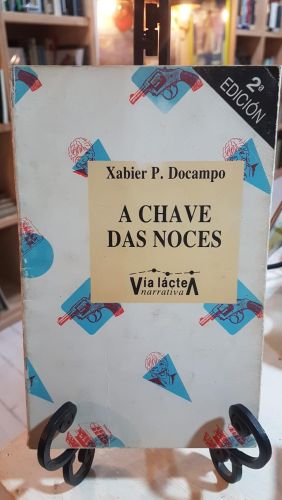 2ª
EDICIÓN
Xabier P. Docampo
A CHAVE
DAS NOCES
Vía lácteA
narrativa